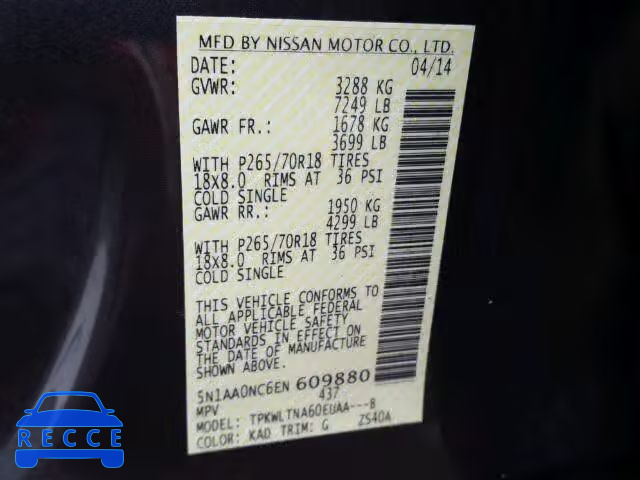 MFD BY NISSAN MOTOR CO., LTD.
DATE: 04/14
GVWR: 3288 KG
7249 LB
GAWR FR.: 1678 KG
3699 LB
WITH P265/70R18 TIRES
18x8.0 RIMS AT 36 PSI
COLD SINGLE
GAWR RR.: 1950 KG
4299 LB
WITH P265/70R18 TIRES
18x8.0 RIMS AT 36 PSI
COLD SINGLE
THIS VEHICLE CONFORMS TO
ALL APPLICABLE FEDERAL
MOTOR VEHICLE SAFETY
STANDARDS IN EFFECT ON
THE DATE OF MANUFACTURE
SHOWN ABOVE.
5N1AA0NC6EN 609880
MPV 437
MODEL: TPKWLTNA60EUAA---B
COLOR: KAD TRIM: G ZS40A
RECCE